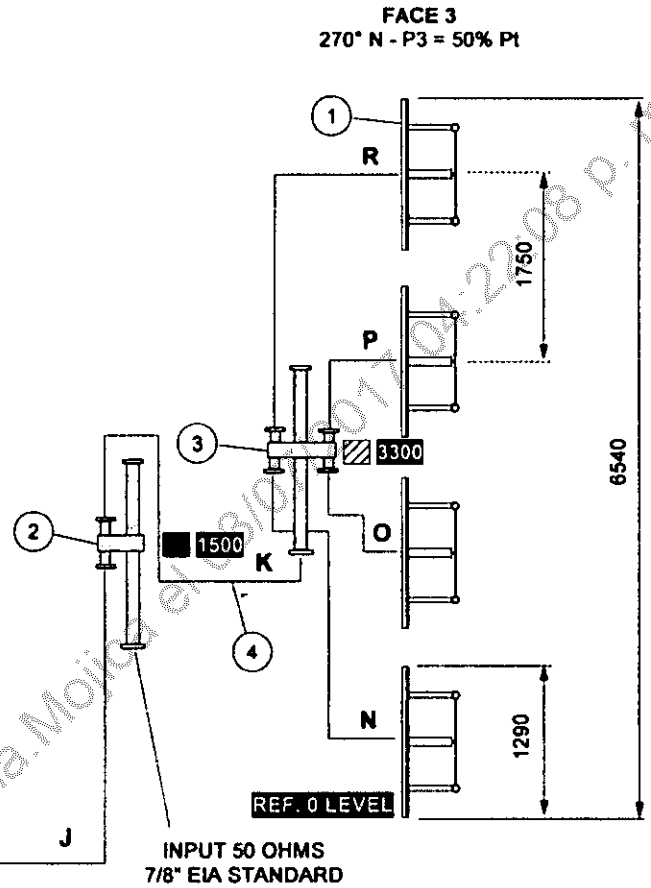 FACE 3
270° N - P3 = 50% Pt
1
R
1750
P
3
3300
6540
2
1500
K
O
4
N
1290
REF. 0 LEVEL
J
INPUT 50 OHMS
7/8" EIA STANDARD